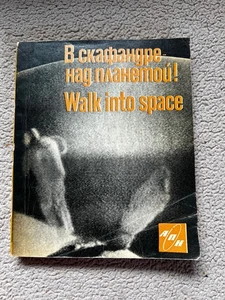 В скафандре-
над планетой!
Walk into space
АПН